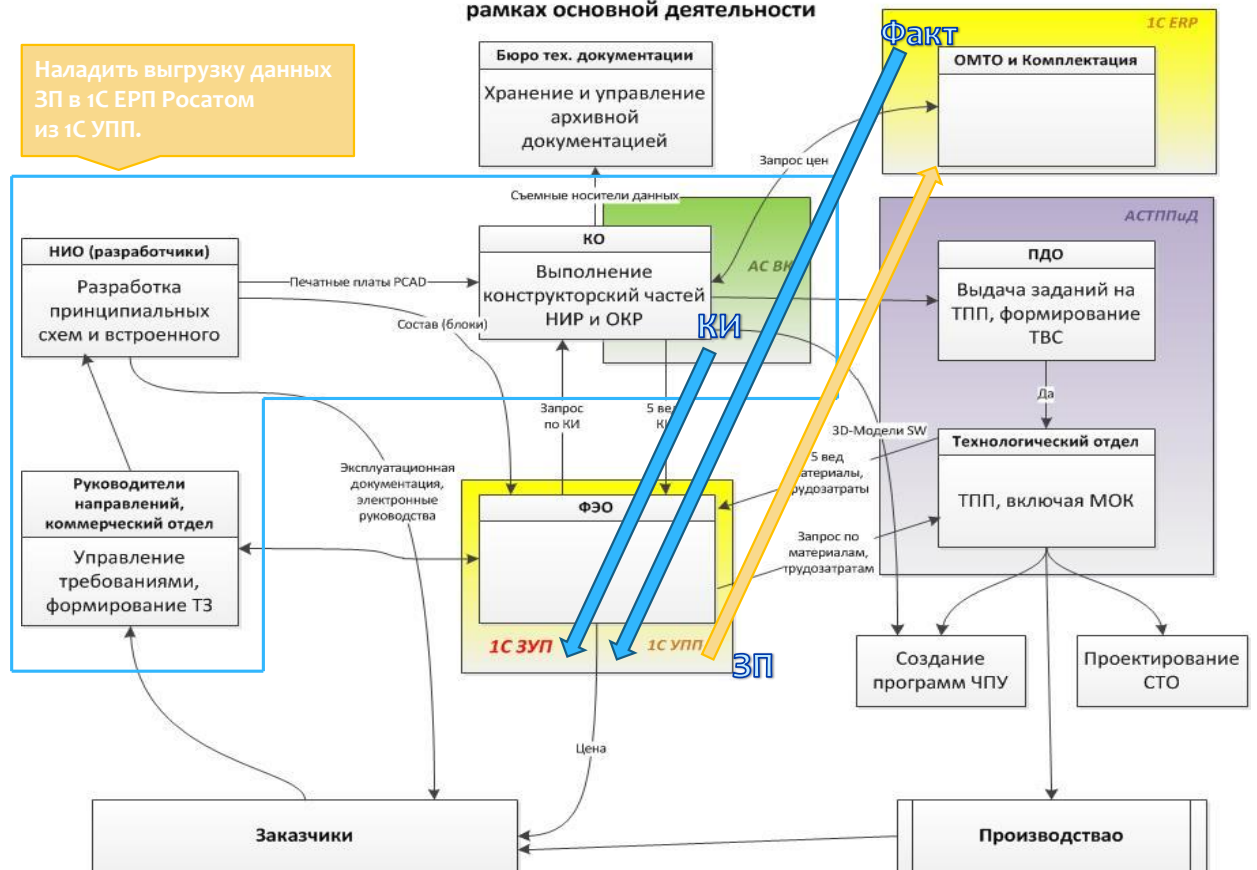 рамках основной деятельности
Факт
1С ERP
Бюро тех. документации
Хранение и управление
архивной
документацией
ОМТО и Комплектация
Наладить выгрузку данных
ЗП в 1С ЕРП Росатом
из 1С УПП.
Запрос цен
Съемные носители данных
АСТППиД
НИО (разработчики)
Разработка
принципиальных
схем и встроенного
Печатные платы PCAD
Состав (блоки)
КО
Выполнение
конструкторский частей
НИР и ОКР
АС ВК
КИ
ПДО
Выдача заданий на
ТПП, формирование
ТВС
Да
Запрос
по КИ
5 вед
КИ
3D-Модели SW
5 вед
материалы,
трудозатраты
Технологический отдел
ТПП, включая МОК
Руководители
направлений,
коммерческий отдел
Управление
требованиями,
формирование ТЗ
Эксплуатационная
документация,
электронные
руководства
ФЭО
Запрос по
материалам,
трудозатратам
1С ЗУП
1С УПП
ЗП
Создание
программ ЧПУ
Проектирование
СТО
Цена
Заказчики
Производствао